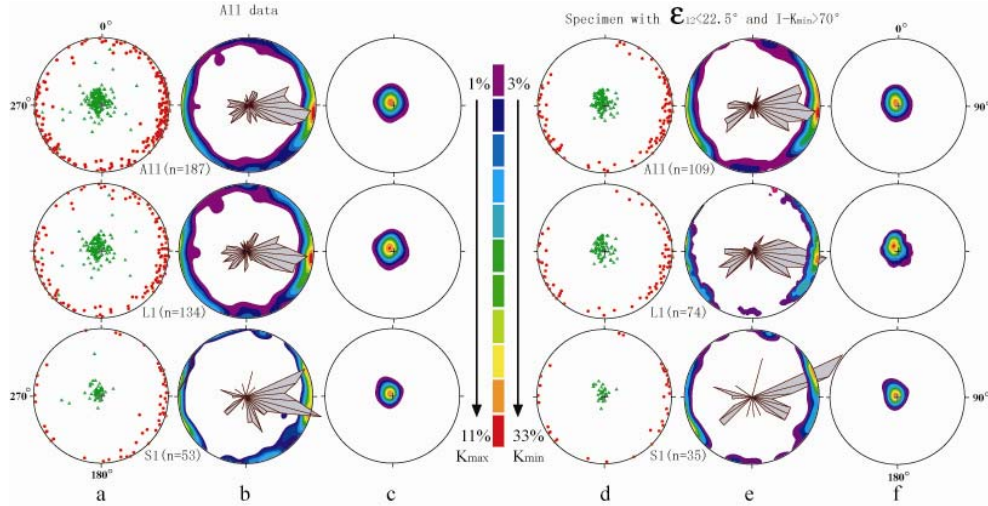 All data
Specimen with ε12<22.5° and I-Kmin>70°
0°
0°
1%
3%
270°
90°
All(n=187)
All(n=109)
L1(n=134)
L1(n=74)
270°
90°
11%
33%
Kmax
Kmin
S1(n=53)
S1(n=35)
180°
180°
a
b
c
d
e
f